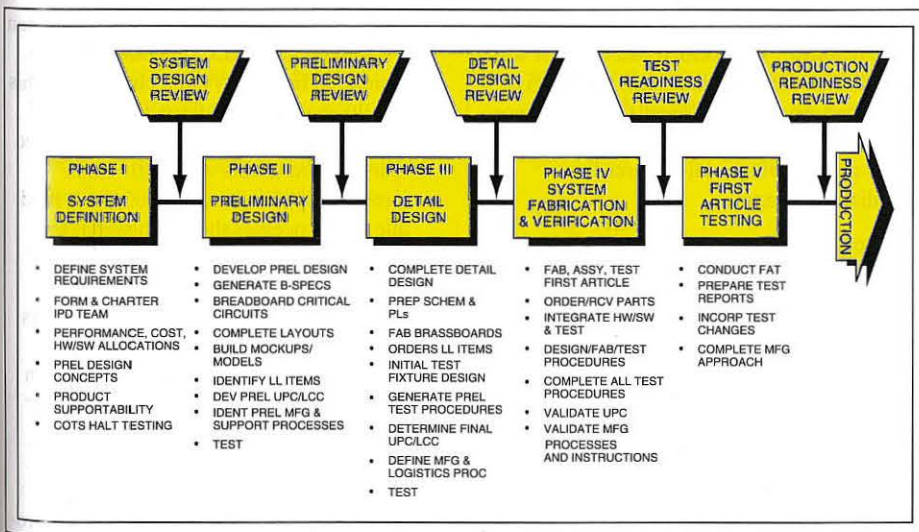 SYSTEM
DESIGN
REVIEW
PRELIMINARY
DESIGN
REVIEW
DETAIL
DESIGN
REVIEW
TEST
READINESS
REVIEW
PRODUCTION
READINESS
REVIEW
PHASE I
SYSTEM
DEFINITION
PHASE II
PRELIMINARY
DESIGN
PHASE III
DETAIL
DESIGN
PHASE IV
SYSTEM
FABRICATION
& VERIFICATION
PHASE V
FIRST
ARTICLE
TESTING
PRODUCTION
• DEFINE SYSTEM
REQUIREMENTS
• FORM & CHARTER
IPD TEAM
• PERFORMANCE, COST,
HW/SW ALLOCATIONS
• PREL DESIGN
CONCEPTS
• PRODUCT
SUPPORTABILITY
• COTS HALT TESTING
• DEVELOP PREL DESIGN
• GENERATE B-SPECS
• BREADBOARD CRITICAL
CIRCUITS
• COMPLETE LAYOUTS
• BUILD MOCKUPS/
MODELS
• IDENTIFY LL ITEMS
• DEV PREL UPC/LCC
• IDENT PREL MFG &
SUPPORT PROCESSES
• TEST
• COMPLETE DETAIL
DESIGN
• PREP SCHEM &
PLs
• FAB BRASSBOARDS
• ORDERS LL ITEMS
• INITIAL TEST
FIXTURE DESIGN
• GENERATE PREL
TEST PROCEDURES
• DETERMINE FINAL
UPC/LCC
• DEFINE MFG &
LOGISTICS PROC
• TEST
• FAB, ASSY, TEST
FIRST ARTICLE
• ORDER/RCV PARTS
• INTEGRATE HW/SW
& TEST
• DESIGN/FAB/TEST
PROCEDURES
• COMPLETE ALL TEST
PROCEDURES
• VALIDATE UPC
• VALIDATE MFG
PROCESSES
AND INSTRUCTIONS
• CONDUCT FAT
• PREPARE TEST
REPORTS
• INCORP TEST
CHANGES
• COMPLETE MFG
APPROACH